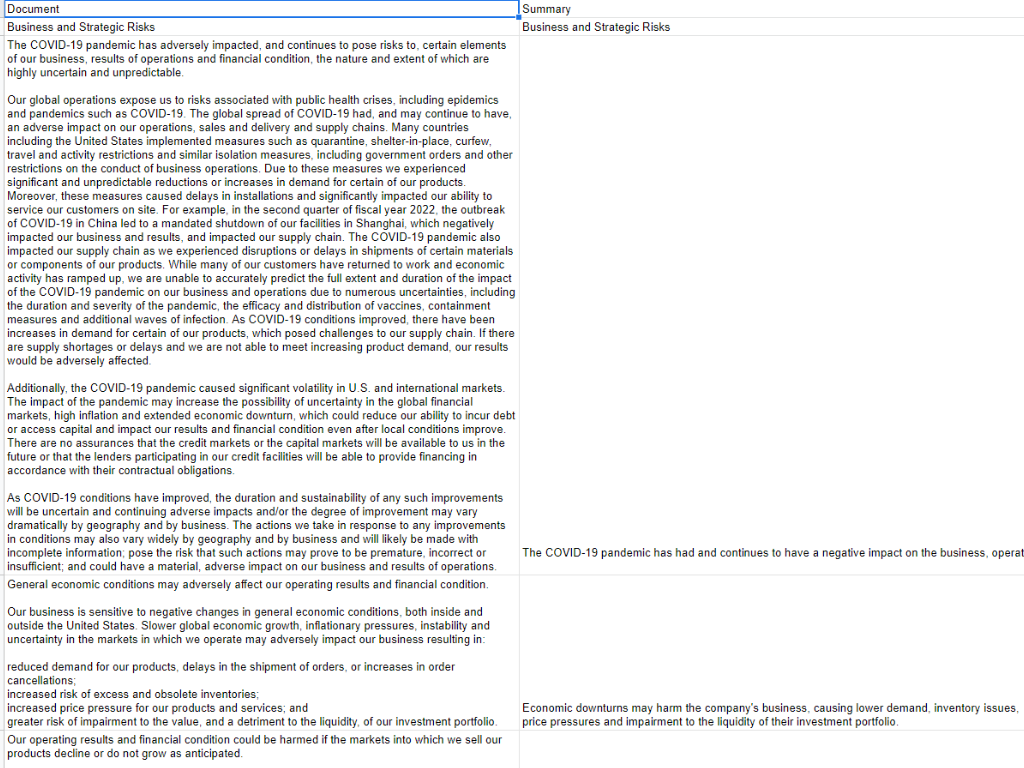 Document
Summary
Business and Strategic Risks
Business and Strategic Risks
The COVID-19 pandemic has adversely impacted, and continues to pose risks to, certain elements
of our business, results of operations and financial condition, the nature and extent of which are
highly uncertain and unpredictable.
Our global operations expose us to risks associated with public health crises, including epidemics
and pandemics such as COVID-19. The global spread of COVID-19 had, and may continue to have,
an adverse impact on our operations, sales and delivery and supply chains. Many countries
including the United States implemented measures such as quarantine, shelter-in-place, curfew,
travel and activity restrictions and similar isolation measures, including government orders and other
restrictions on the conduct of business operations. Due to these measures we experienced
significant and unpredictable reductions or increases in demand for certain of our products.
Moreover, these measures caused delays in installations and significantly impacted our ability to
service our customers on site. For example, in the second quarter of fiscal year 2022, the outbreak
of COVID-19 in China led to a mandated shutdown of our facilities in Shanghai, which negatively
impacted our business and results, and impacted our supply chain. The COVID-19 pandemic also
impacted our supply chain as we experienced disruptions or delays in shipments of certain materials
or components of our products. While many of our customers have returned to work and economic
activity has ramped up, we are unable to accurately predict the full extent and duration of the impact
of the COVID-19 pandemic on our business and operations due to numerous uncertainties, including
the duration and severity of the pandemic, the efficacy and distribution of vaccines, containment
measures and additional waves of infection. As COVID-19 conditions improved, there have been
increases in demand for certain of our products, which posed challenges to our supply chain. If there
are supply shortages or delays and we are not able to meet increasing product demand, our results
would be adversely affected.
Additionally, the COVID-19 pandemic caused significant volatility in U.S. and international markets.
The impact of the pandemic may increase the possibility of uncertainty in the global financial
markets, high inflation and extended economic downturn, which could reduce our ability to incur debt
or access capital and impact our results and financial condition even after local conditions improve.
There are no assurances that the credit markets or the capital markets will be available to us in the
future or that the lenders participating in our credit facilities will be able to provide financing in
accordance with their contractual obligations.
As COVID-19 conditions have improved, the duration and sustainability of any such improvements
will be uncertain and continuing adverse impacts and/or the degree of improvement may vary
dramatically by geography and by business. The actions we take in response to any improvements
in conditions may also vary widely by geography and by business and will likely be made with
incomplete information; pose the risk that such actions may prove to be premature, incorrect or
insufficient; and could have a material, adverse impact on our business and results of operations.
The COVID-19 pandemic has had and continues to have a negative impact on the business, operat
General economic conditions may adversely affect our operating results and financial condition.
Our business is sensitive to negative changes in general economic conditions, both inside and
outside the United States. Slower global economic growth, inflationary pressures, instability and
uncertainty in the markets in which we operate may adversely impact our business resulting in:
reduced demand for our products, delays in the shipment of orders, or increases in order
cancellations;
increased risk of excess and obsolete inventories;
increased price pressure for our products and services; and
greater risk of impairment to the value, and a detriment to the liquidity, of our investment portfolio.
Economic downturns may harm the company's business, causing lower demand, inventory issues,
price pressures and impairment to the liquidity of their investment portfolio.
Our operating results and financial condition could be harmed if the markets into which we sell our
products decline or do not grow as anticipated.